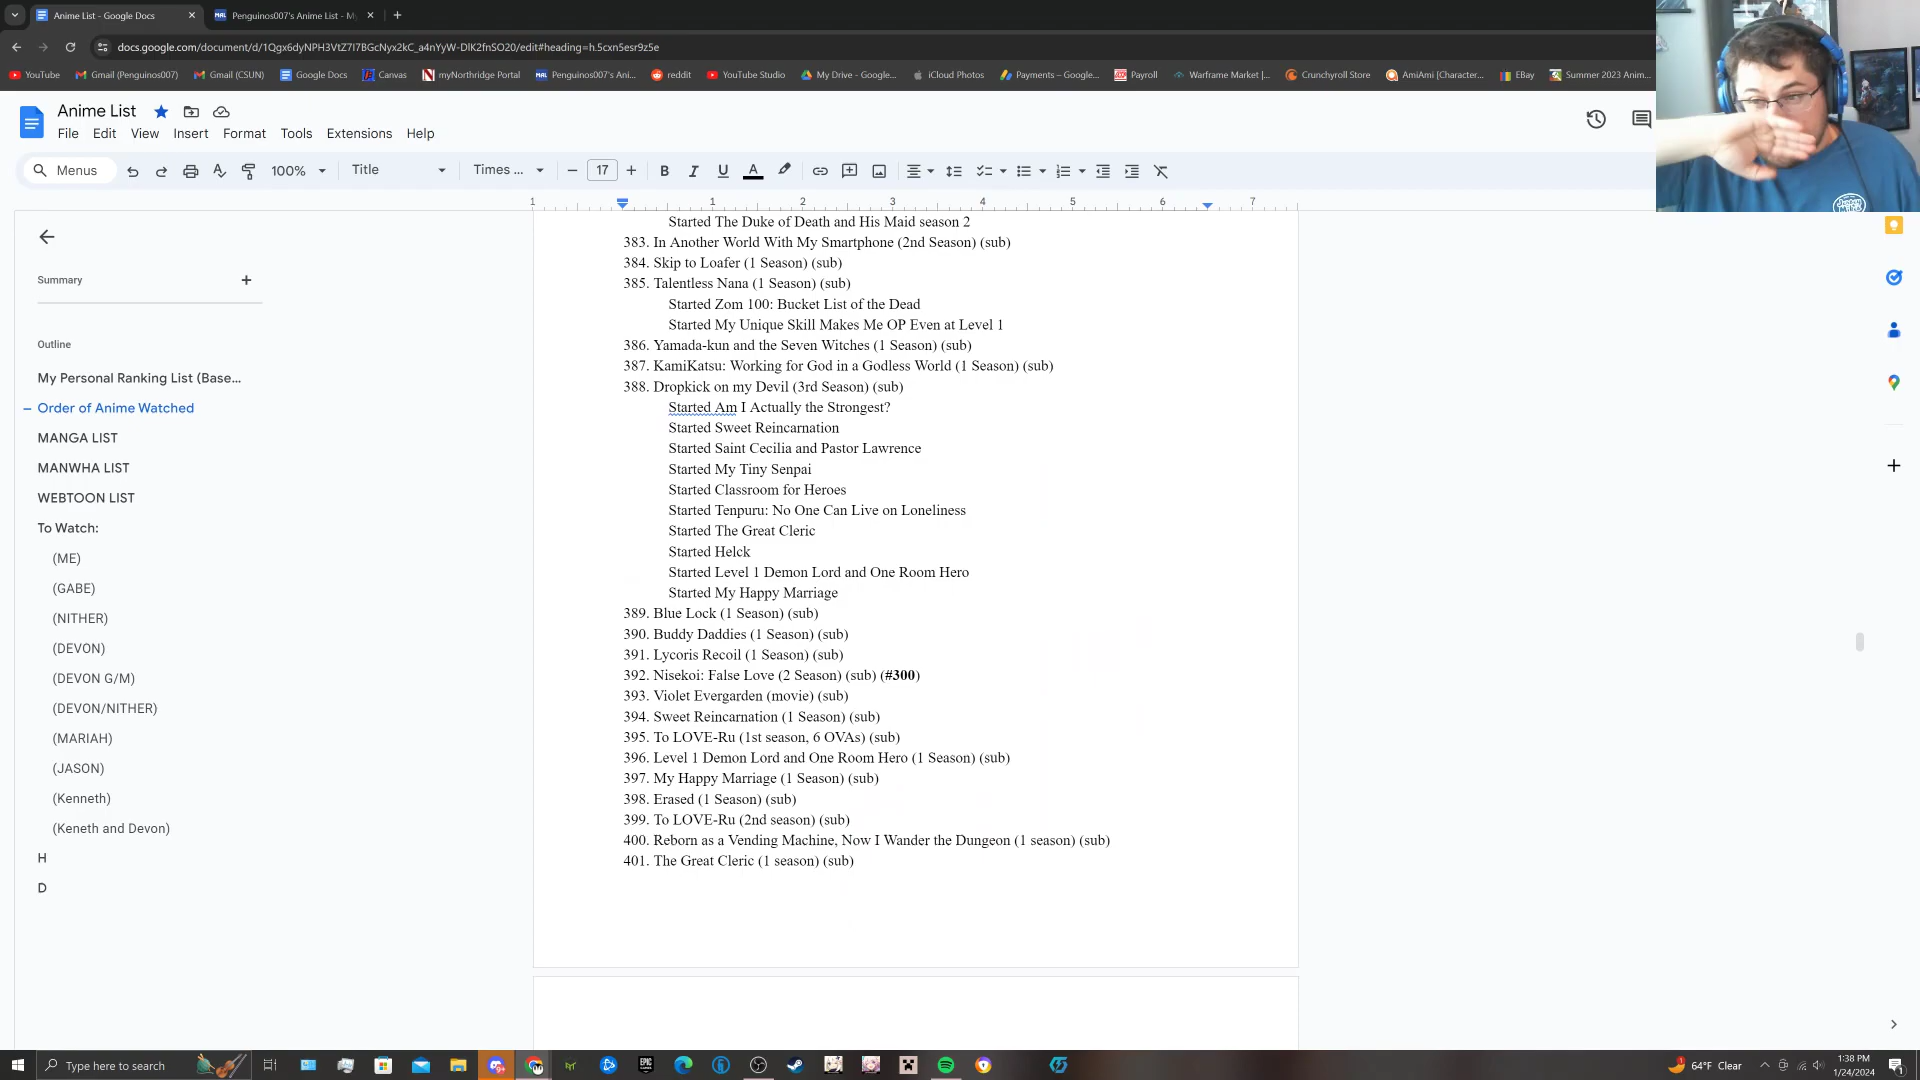 Anime List - Google Docs
Penguinos007's Anime List - My
docs.google.com/document/d/1Qgx6dyNPH3VtZ7I7BGcNyx2kC_a4nYyW-DlK2fnSO20/edit#heading=h.5cxn5esr9z5e
YouTube Gmail (Penguinos007) Gmail (CSUN) Google Docs Canvas myNorthridge Portal Penguinos007's Ani... reddit YouTube Studio My Drive - Google... iCloud Photos Payments – Google... Payroll Warframe Market |... Crunchyroll Store AmiAmi [Character... EBay Summer 2023 Anim...
Anime List
File Edit View Insert Format Tools Extensions Help
Menus 100% Title Times ... 17
1 1 2 3 4 5 6 7
Summary
Outline
My Personal Ranking List (Base...
Order of Anime Watched
MANGA LIST
MANWHA LIST
WEBTOON LIST
To Watch:
(ME)
(GABE)
(NITHER)
(DEVON)
(DEVON G/M)
(DEVON/NITHER)
(MARIAH)
(JASON)
(Kenneth)
(Keneth and Devon)
H
D
Started The Duke of Death and His Maid season 2
383. In Another World With My Smartphone (2nd Season) (sub)
384. Skip to Loafer (1 Season) (sub)
385. Talentless Nana (1 Season) (sub)
Started Zom 100: Bucket List of the Dead
Started My Unique Skill Makes Me OP Even at Level 1
386. Yamada-kun and the Seven Witches (1 Season) (sub)
387. KamiKatsu: Working for God in a Godless World (1 Season) (sub)
388. Dropkick on my Devil (3rd Season) (sub)
Started Am I Actually the Strongest?
Started Sweet Reincarnation
Started Saint Cecilia and Pastor Lawrence
Started My Tiny Senpai
Started Classroom for Heroes
Started Tenpuru: No One Can Live on Loneliness
Started The Great Cleric
Started Helck
Started Level 1 Demon Lord and One Room Hero
Started My Happy Marriage
389. Blue Lock (1 Season) (sub)
390. Buddy Daddies (1 Season) (sub)
391. Lycoris Recoil (1 Season) (sub)
392. Nisekoi: False Love (2 Season) (sub) (#300)
393. Violet Evergarden (movie) (sub)
394. Sweet Reincarnation (1 Season) (sub)
395. To LOVE-Ru (1st season, 6 OVAs) (sub)
396. Level 1 Demon Lord and One Room Hero (1 Season) (sub)
397. My Happy Marriage (1 Season) (sub)
398. Erased (1 Season) (sub)
399. To LOVE-Ru (2nd season) (sub)
400. Reborn as a Vending Machine, Now I Wander the Dungeon (1 season) (sub)
401. The Great Cleric (1 season) (sub)
Type here to search
64°F Clear
1:38 PM
1/24/2024